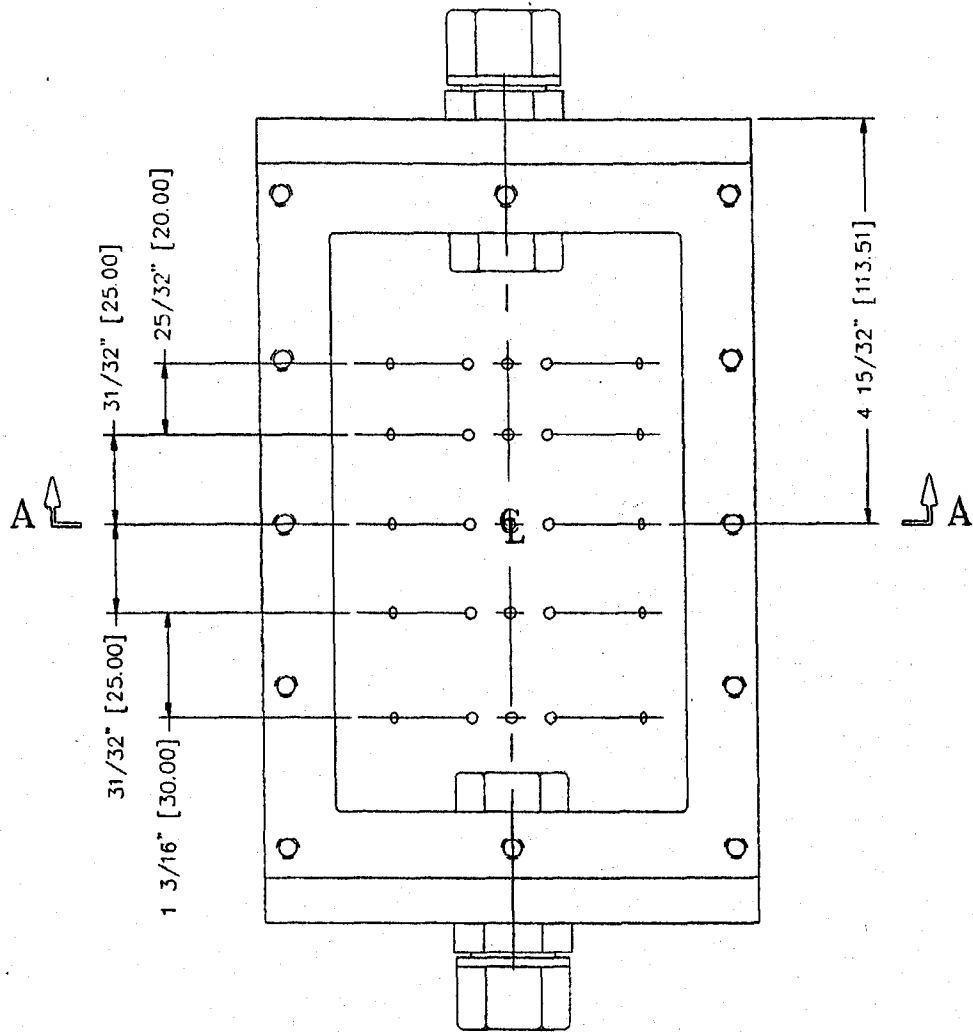 25/32" [20.00]
31/32" [25.00]
4 15/32" [113.51]
A
A
℄
31/32" [25.00]
1 3/16" [30.00]